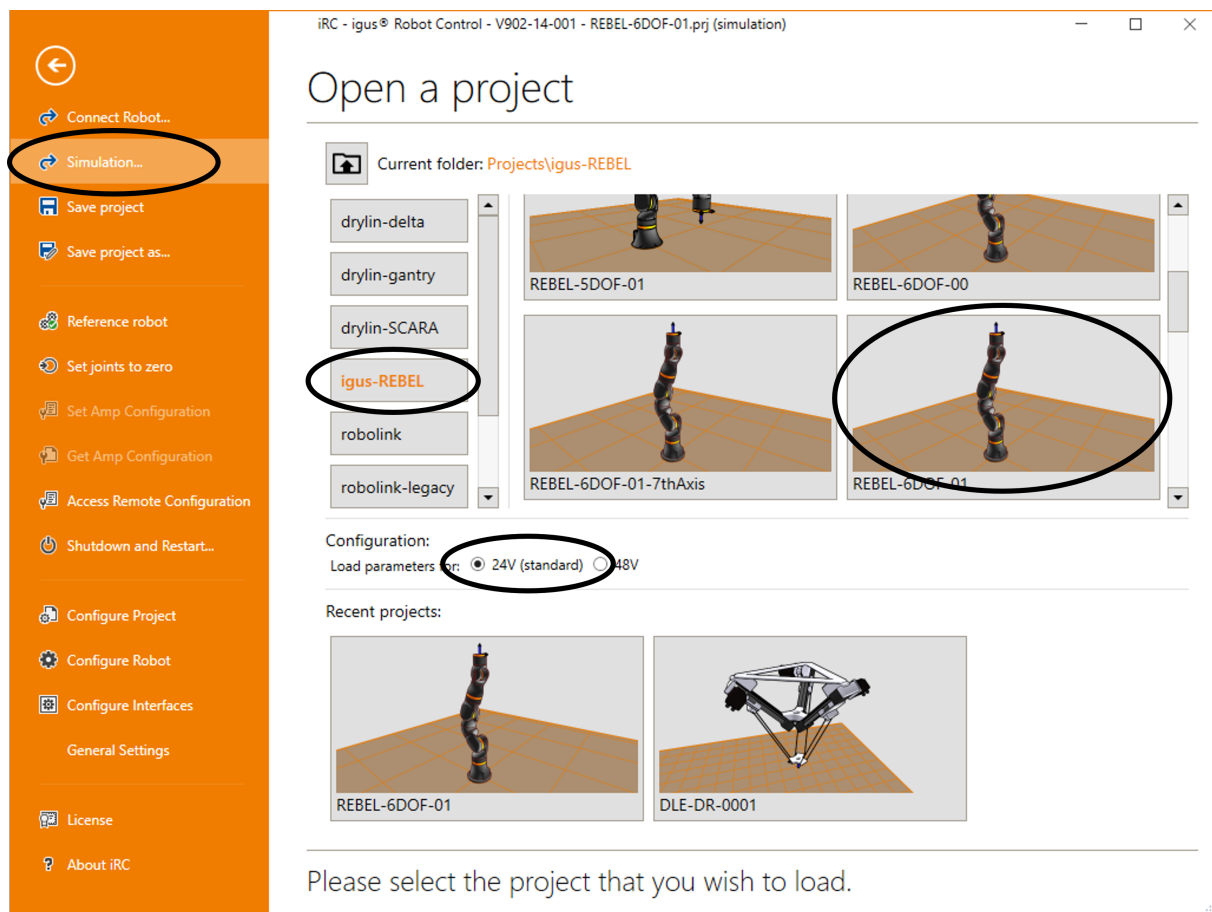 iRC - igus® Robot Control - V902-14-001 - REBEL-6DOF-01.prj (simulation)
Connect Robot...
Simulation...
Save project
Save project as...
Reference robot
Set joints to zero
Set Amp Configuration
Get Amp Configuration
Access Remote Configuration
Shutdown and Restart...
Configure Project
Configure Robot
Configure Interfaces
General Settings
License
About iRC
Open a project
Current folder: Projects\igus-REBEL
drylin-delta
drylin-gantry
drylin-SCARA
igus-REBEL
robolink
robolink-legacy
REBEL-5DOF-01
REBEL-6DOF-00
REBEL-6DOF-01-7thAxis
REBEL-6DOF-01
Configuration:
Load parameters for: 24V (standard) 48V
Recent projects:
REBEL-6DOF-01
DLE-DR-0001
Please select the project that you wish to load.